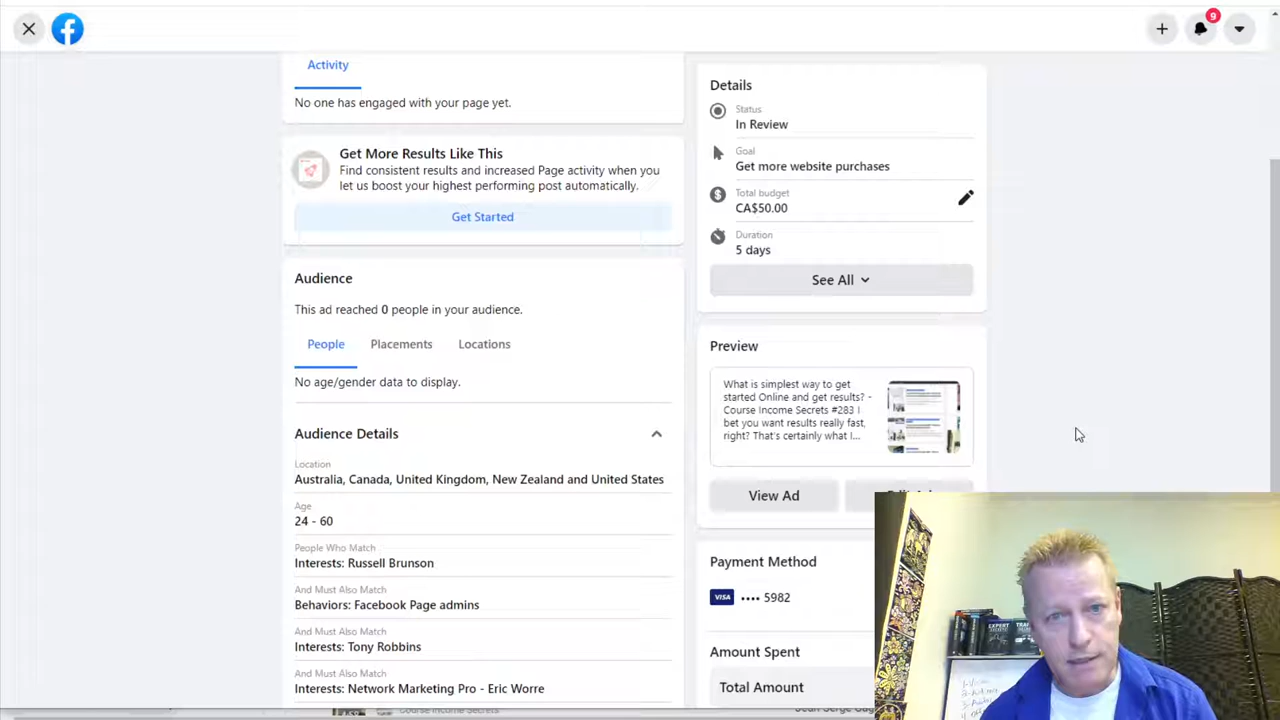 9
Activity
No one has engaged with your page yet.
Get More Results Like This
Find consistent results and increased Page activity when you
let us boost your highest performing post automatically.
Get Started
Audience
This ad reached 0 people in your audience.
People Placements Locations
No age/gender data to display.
Audience Details
Location
Australia, Canada, United Kingdom, New Zealand and United States
Age
24 - 60
People Who Match
Interests: Russell Brunson
And Must Also Match
Behaviors: Facebook Page admins
And Must Also Match
Interests: Tony Robbins
And Must Also Match
Interests: Network Marketing Pro - Eric Worre
Course Income Secrets
Details
Status
In Review
Goal
Get more website purchases
Total budget
CA$50.00
Duration
5 days
See All
Preview
What is simplest way to get
started Online and get results? -
Course Income Secrets #283 I
bet you want results really fast,
right? That's certainly what I...
View Ad
Payment Method
VISA •••• 5982
Amount Spent
Total Amount
EXPERT